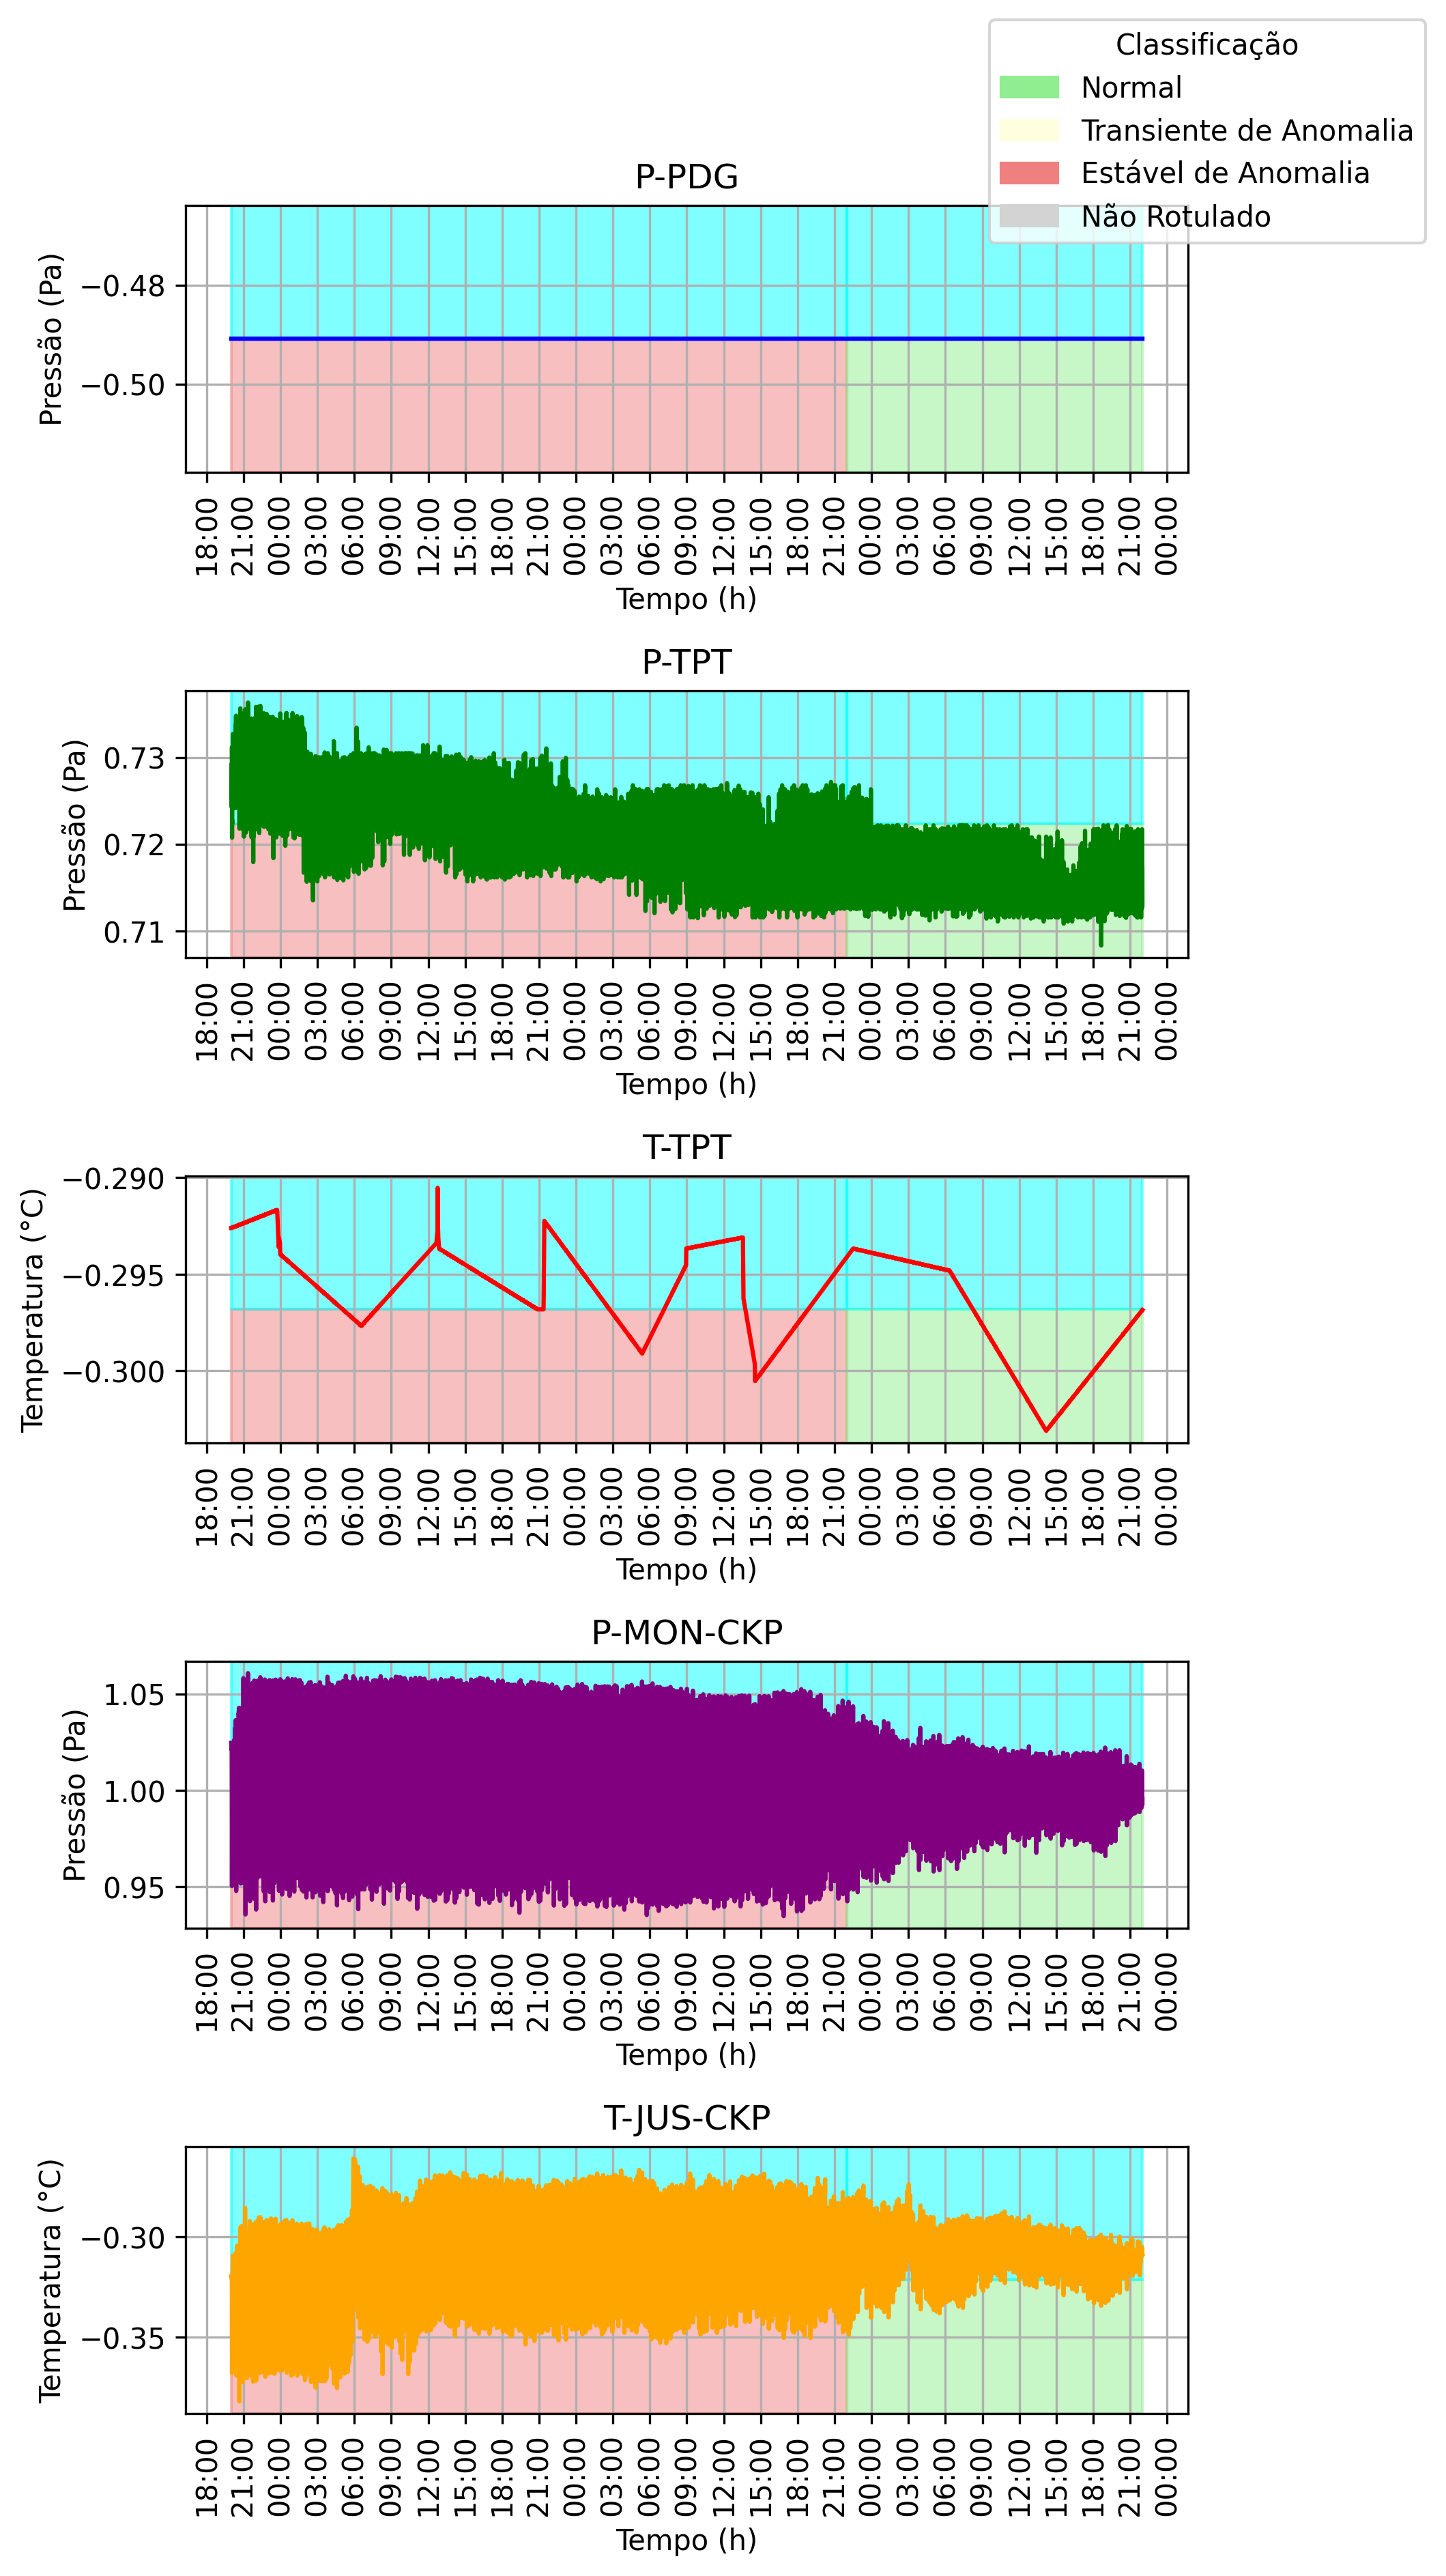 Classificação
Normal
Transiente de Anomalia
Estável de Anomalia
Não Rotulado
P-PDG
Pressão (Pa)
−0.48
−0.50
18:00 21:00 00:00 03:00 06:00 09:00 12:00 15:00 18:00 21:00 00:00 03:00 06:00 09:00 12:00 15:00 18:00 21:00 00:00 03:00 06:00 09:00 12:00 15:00 18:00 21:00 00:00
Tempo (h)
P-TPT
Pressão (Pa)
0.73
0.72
0.71
18:00 21:00 00:00 03:00 06:00 09:00 12:00 15:00 18:00 21:00 00:00 03:00 06:00 09:00 12:00 15:00 18:00 21:00 00:00 03:00 06:00 09:00 12:00 15:00 18:00 21:00 00:00
Tempo (h)
T-TPT
Temperatura (°C)
−0.290
−0.295
−0.300
18:00 21:00 00:00 03:00 06:00 09:00 12:00 15:00 18:00 21:00 00:00 03:00 06:00 09:00 12:00 15:00 18:00 21:00 00:00 03:00 06:00 09:00 12:00 15:00 18:00 21:00 00:00
Tempo (h)
P-MON-CKP
Pressão (Pa)
1.05
1.00
0.95
18:00 21:00 00:00 03:00 06:00 09:00 12:00 15:00 18:00 21:00 00:00 03:00 06:00 09:00 12:00 15:00 18:00 21:00 00:00 03:00 06:00 09:00 12:00 15:00 18:00 21:00 00:00
Tempo (h)
T-JUS-CKP
Temperatura (°C)
−0.30
−0.35
18:00 21:00 00:00 03:00 06:00 09:00 12:00 15:00 18:00 21:00 00:00 03:00 06:00 09:00 12:00 15:00 18:00 21:00 00:00 03:00 06:00 09:00 12:00 15:00 18:00 21:00 00:00
Tempo (h)